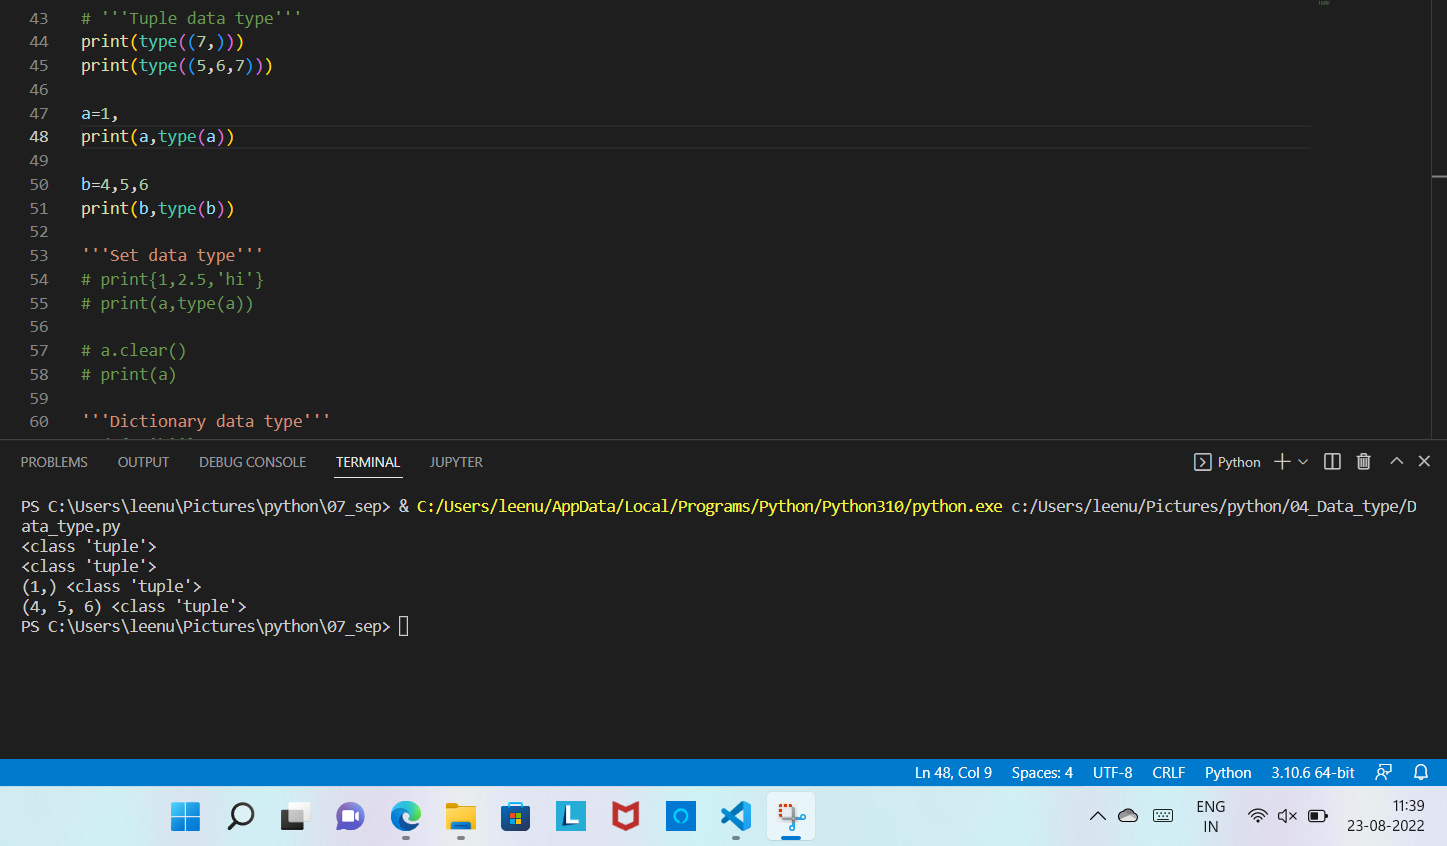 43 # '''Tuple data type'''
44 print(type((7,)))
45 print(type((5,6,7)))
46
47 a=1,
48 print(a,type(a))
49
50 b=4,5,6
51 print(b,type(b))
52
53 '''Set data type'''
54 # print{1,2.5,'hi'}
55 # print(a,type(a))
56
57 # a.clear()
58 # print(a)
59
60 '''Dictionary data type'''
PROBLEMS OUTPUT DEBUG CONSOLE TERMINAL JUPYTER Python
PS C:\Users\leenu\Pictures\python\07_sep> & C:/Users/leenu/AppData/Local/Programs/Python/Python310/python.exe c:/Users/leenu/Pictures/python/04_Data_type/D
ata_type.py
<class 'tuple'>
<class 'tuple'>
(1,) <class 'tuple'>
(4, 5, 6) <class 'tuple'>
PS C:\Users\leenu\Pictures\python\07_sep>
Ln 48, Col 9 Spaces: 4 UTF-8 CRLF Python 3.10.6 64-bit
L
ENG
IN
11:39
23-08-2022